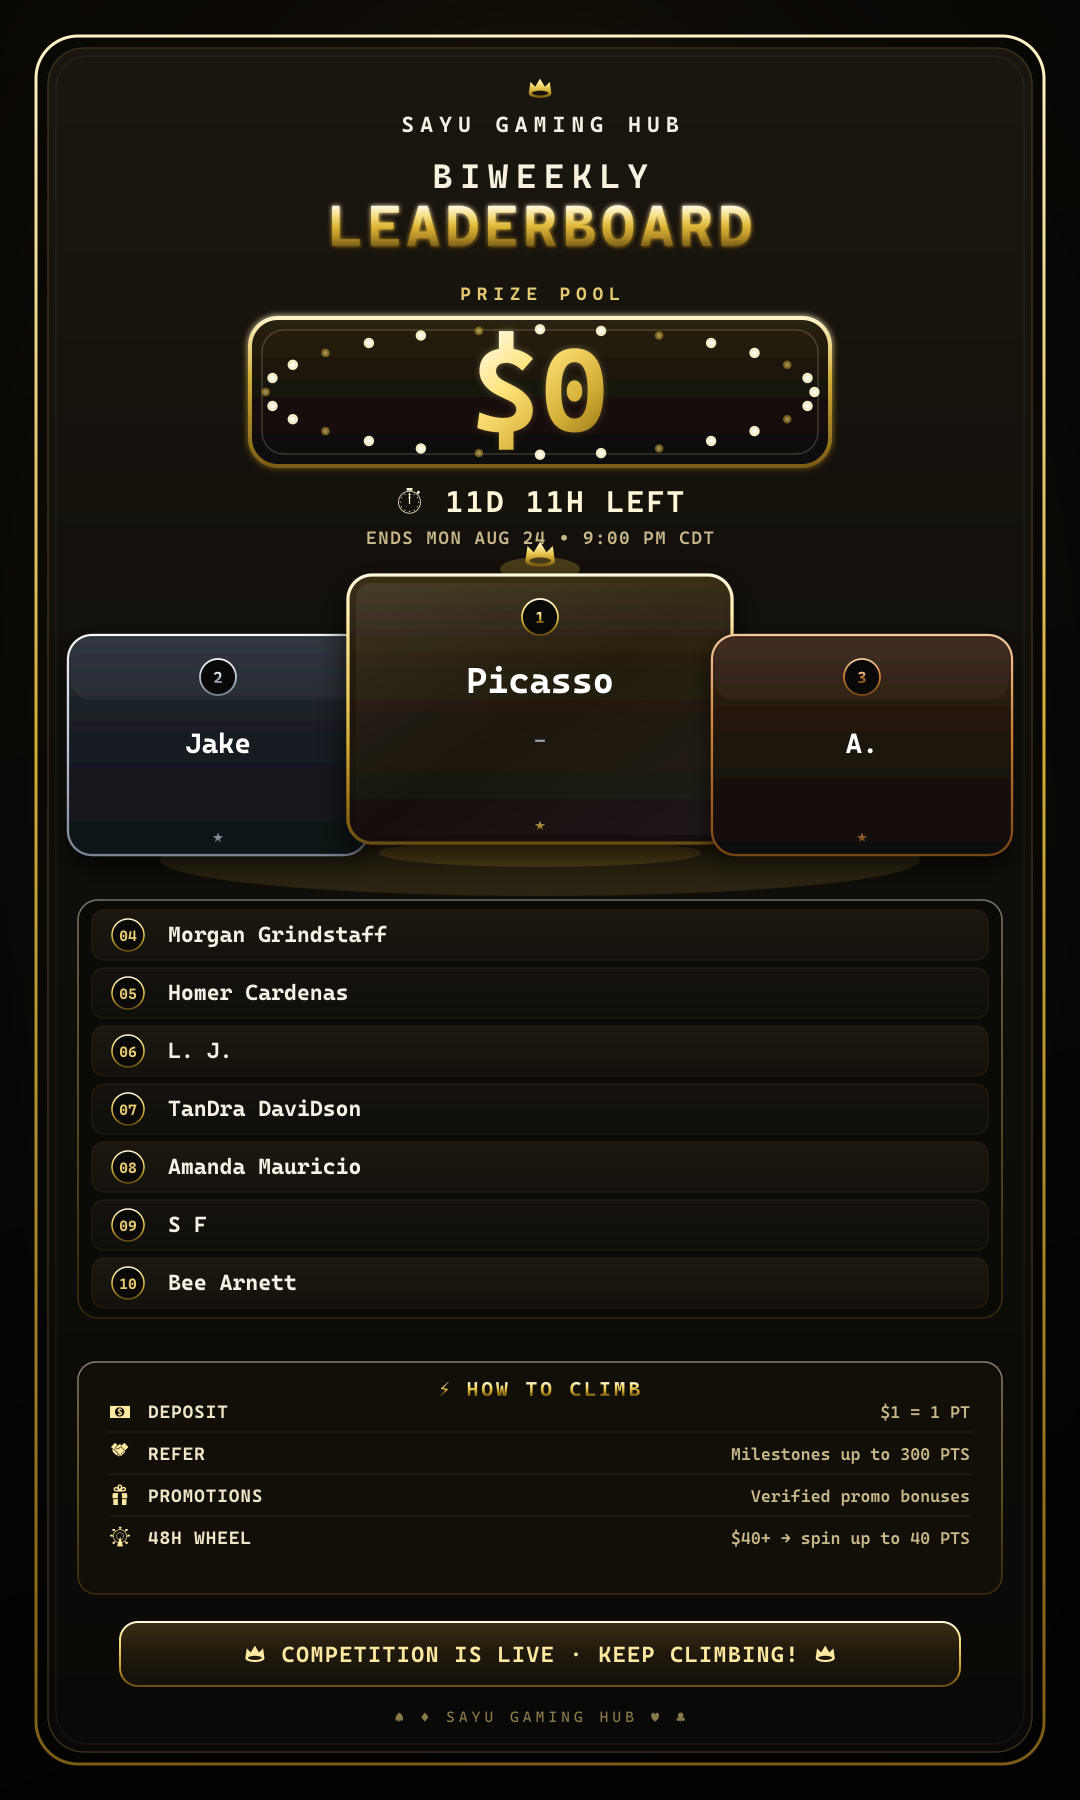 SAYU GAMING HUB
BIWEEKLY
LEADERBOARD
PRIZE POOL
$0
⏱ 11D 11H LEFT
ENDS MON AUG 24 • 9:00 PM CDT
1
Picasso
–
★
2
Jake
★
3
A.
★
04 Morgan Grindstaff
05 Homer Cardenas
06 L. J.
07 TanDra DaviDson
08 Amanda Mauricio
09 S F
10 Bee Arnett
⚡ HOW TO CLIMB
DEPOSIT $1 = 1 PT
REFER Milestones up to 300 PTS
PROMOTIONS Verified promo bonuses
48H WHEEL $40+ → spin up to 40 PTS
COMPETITION IS LIVE · KEEP CLIMBING!
♠ ♦ SAYU GAMING HUB ♥ ♣